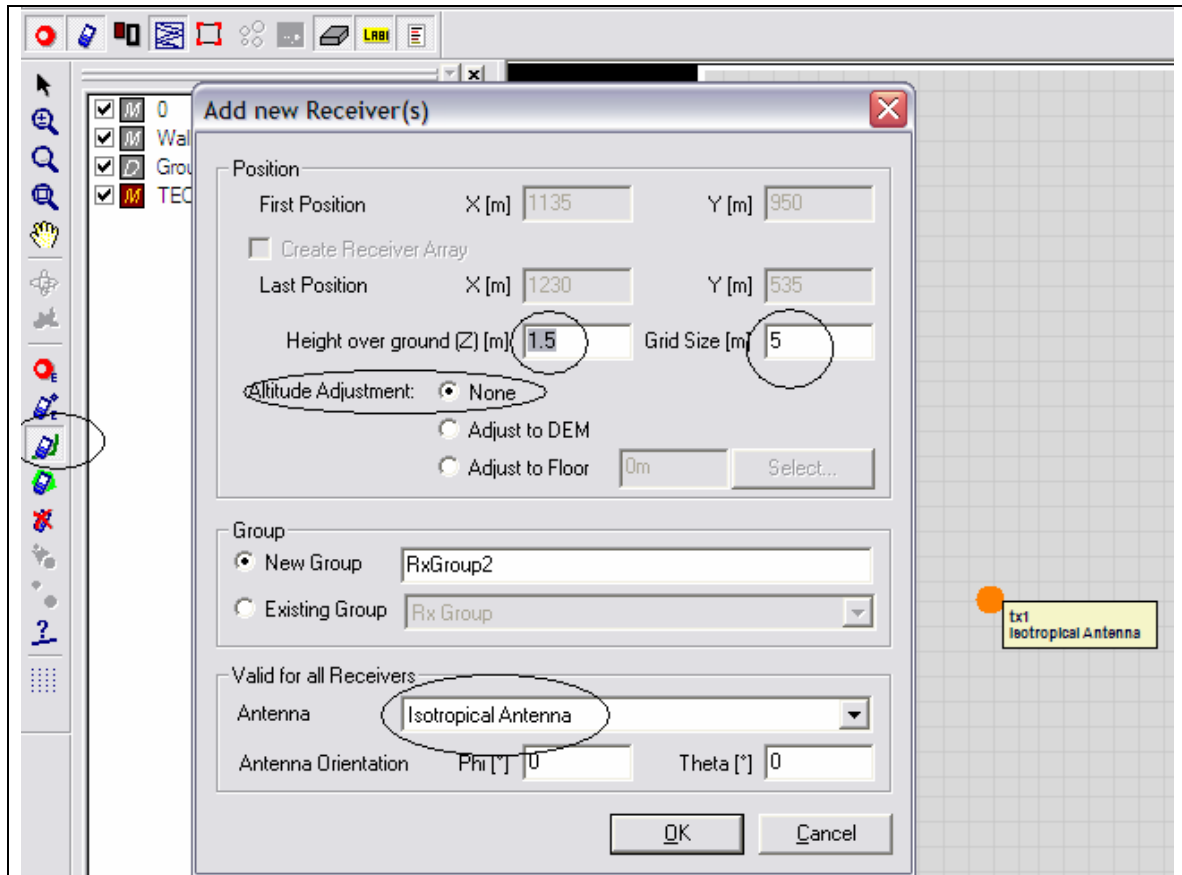 LABI
0
Wal
Grou
TEC
Add new Receiver(s)
Position
First Position X [m] 1135 Y [m] 950
Create Receiver Array
Last Position X [m] 1230 Y [m] 535
Height over ground (Z) [m] 1.5 Grid Size [m] 5
Altitude Adjustment: None
Adjust to DEM
Adjust to Floor 0m Select...
Group
New Group RxGroup2
Existing Group Rx Group
Valid for all Receivers
Antenna Isotropical Antenna
Antenna Orientation Phi [°] 0 Theta [°] 0
OK Cancel
tx1
Isotropical Antenna